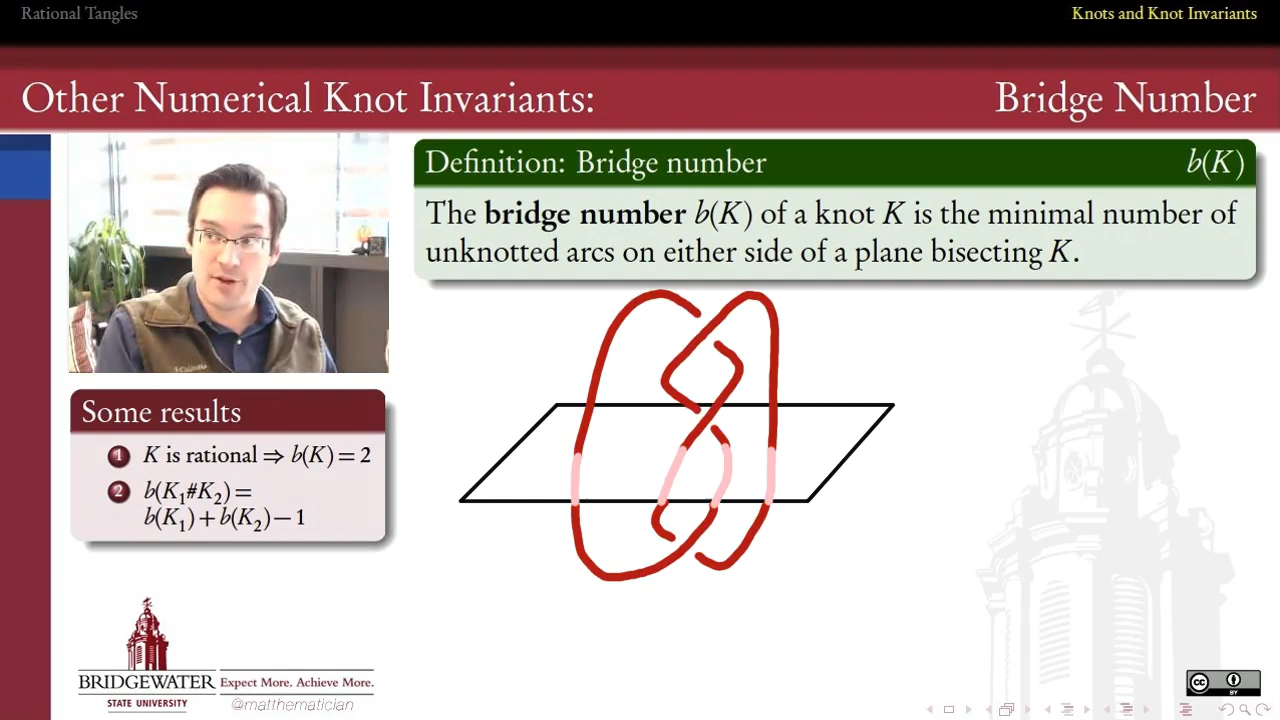 Rational Tangles
Knots and Knot Invariants
Other Numerical Knot Invariants:
Bridge Number
Definition: Bridge number
b(K)
The bridge number b(K) of a knot K is the minimal number of
unknotted arcs on either side of a plane bisecting K.
Some results
1 K is rational ⇒ b(K) = 2
2 b(K₁#K₂) =
b(K₁) + b(K₂) − 1
BRIDGEWATER
STATE UNIVERSITY
Expect More. Achieve More.
@matthematician
CC
BY